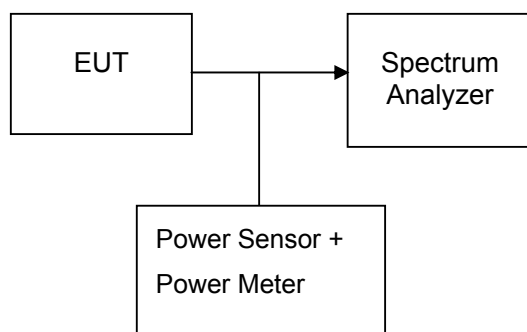 EUT
Spectrum
Analyzer
Power Sensor +
Power Meter